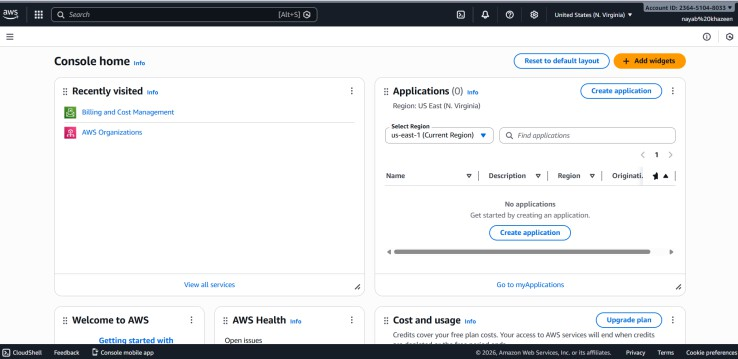 aws
Search [Alt+S]
United States (N. Virginia)
Account ID: 2364-5104-8033
nayab%20khazeen
Console home Info
Reset to default layout
+ Add widgets
Recently visited Info
Billing and Cost Management
AWS Organizations
View all services
Applications (0) Info
Region: US East (N. Virginia)
Create application
Select Region
us-east-1 (Current Region)
Find applications
1
Name Description Region Originati
No applications
Get started by creating an application.
Create application
Go to myApplications
Welcome to AWS
Getting started with
AWS Health Info
Open issues
Cost and usage Info
Upgrade plan
Credits cover your free plan costs. Your access to AWS services will end when credits
CloudShell Feedback Console mobile app © 2026, Amazon Web Services, Inc. or its affiliates. Privacy Terms Cookie preferences